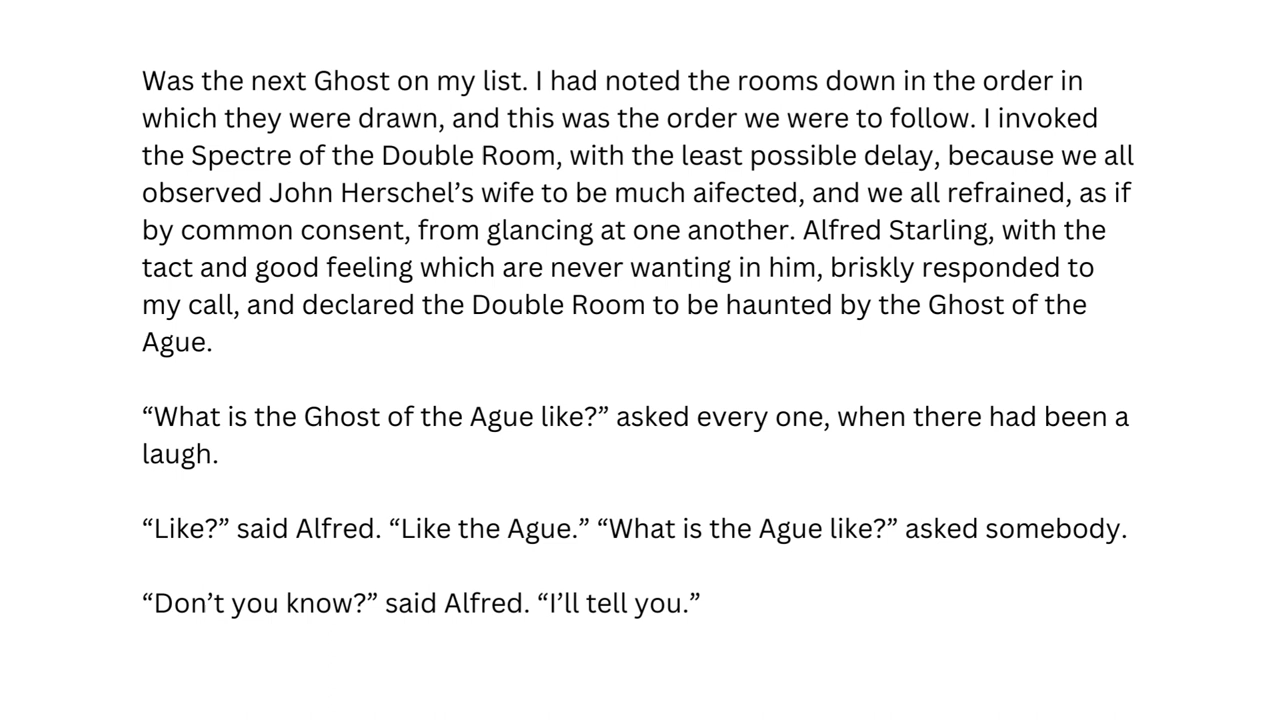 Was the next Ghost on my list. I had noted the rooms down in the order in
which they were drawn, and this was the order we were to follow. I invoked
the Spectre of the Double Room, with the least possible delay, because we all
observed John Herschel’s wife to be much aifected, and we all refrained, as if
by common consent, from glancing at one another. Alfred Starling, with the
tact and good feeling which are never wanting in him, briskly responded to
my call, and declared the Double Room to be haunted by the Ghost of the
Ague.
“What is the Ghost of the Ague like?” asked every one, when there had been a
laugh.
“Like?” said Alfred. “Like the Ague.” “What is the Ague like?” asked somebody.
“Don’t you know?” said Alfred. “I’ll tell you.”